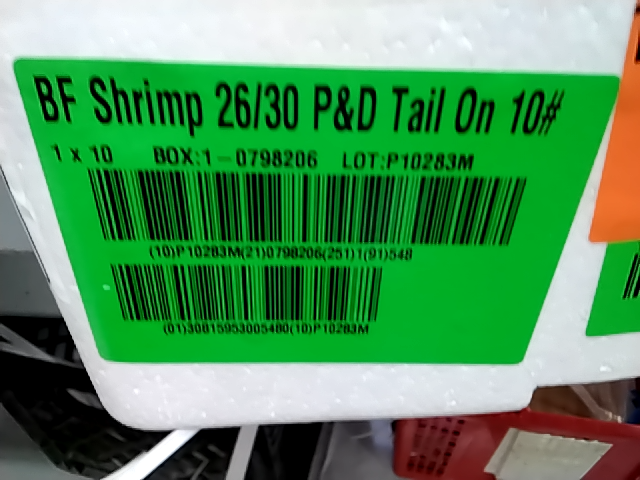 BF Shrimp 26/30 P&D Tail On 10#
1 x 10 BOX:1-0798206 LOT:P10283M
(10)P10283M(21)0798206(251)1(91)548
(01)30815953005480(10)P10283M